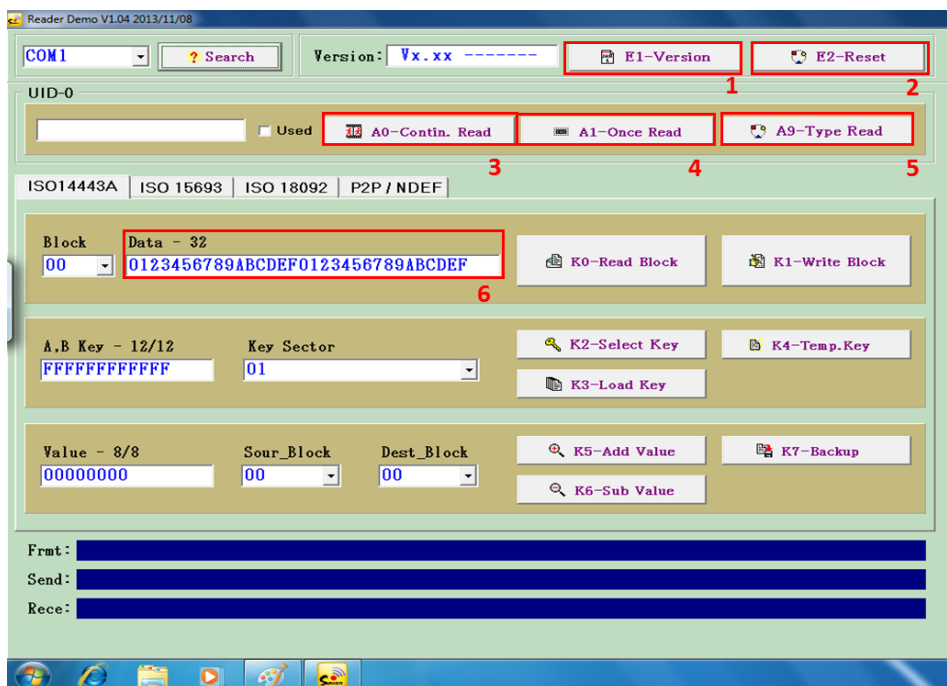 Reader Demo V1.04 2013/11/08
COM1 ? Search Version: Vx.xx ------- E1-Version E2-Reset
1 2
UID-0
Used A0-Contin. Read A1-Once Read A9-Type Read
3 4 5
ISO14443A ISO 15693 ISO 18092 P2P / NDEF
Block Data - 32
00 0123456789ABCDEF0123456789ABCDEF K0-Read Block K1-Write Block
6
A,B Key - 12/12 Key Sector K2-Select Key K4-Temp.Key
FFFFFFFFFFFF 01
K3-Load Key
Value - 8/8 Sour_Block Dest_Block K5-Add Value K7-Backup
00000000 00 00
K6-Sub Value
Frmt:
Send:
Rece: